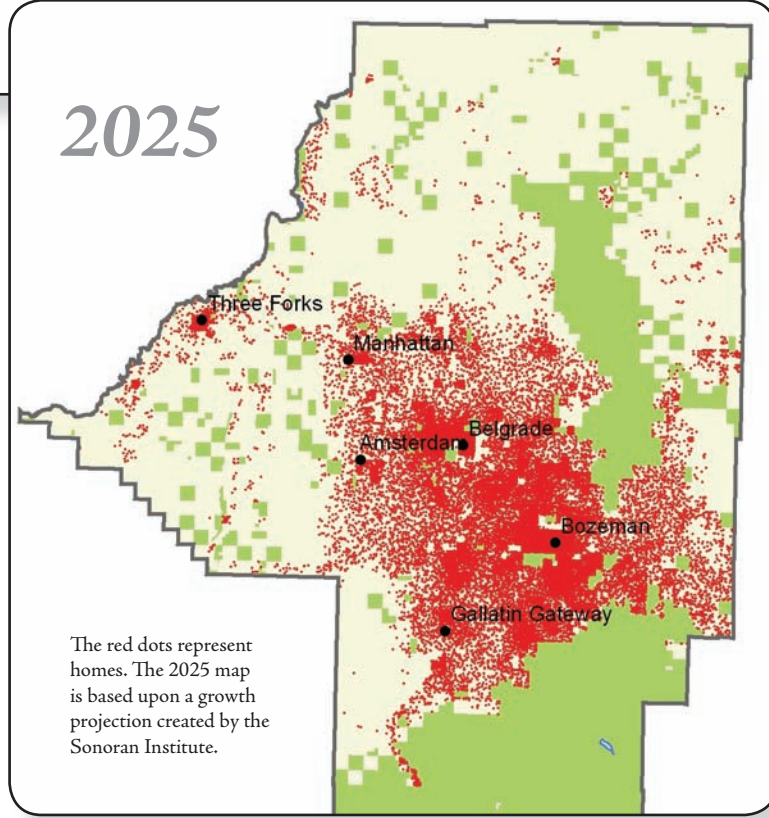 2025
Three Forks
Manhattan
Belgrade
Amsterdam
Bozeman
Gallatin Gateway
The red dots represent
homes. The 2025 map
is based upon a growth
projection created by the
Sonoran Institute.